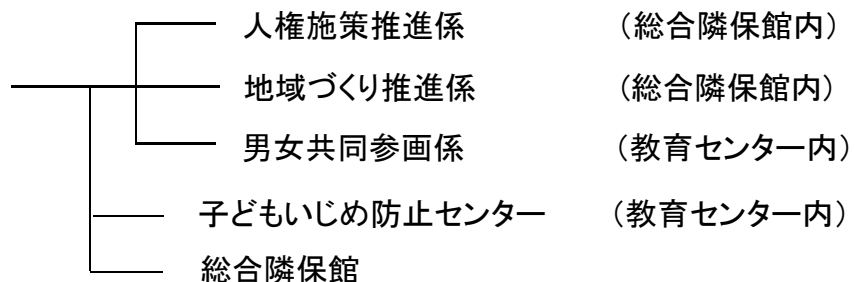 人権施策推進係 （総合隣保館内）
地域づくり推進係 （総合隣保館内）
男女共同参画係 （教育センター内）
子どもいじめ防止センター （教育センター内）
総合隣保館